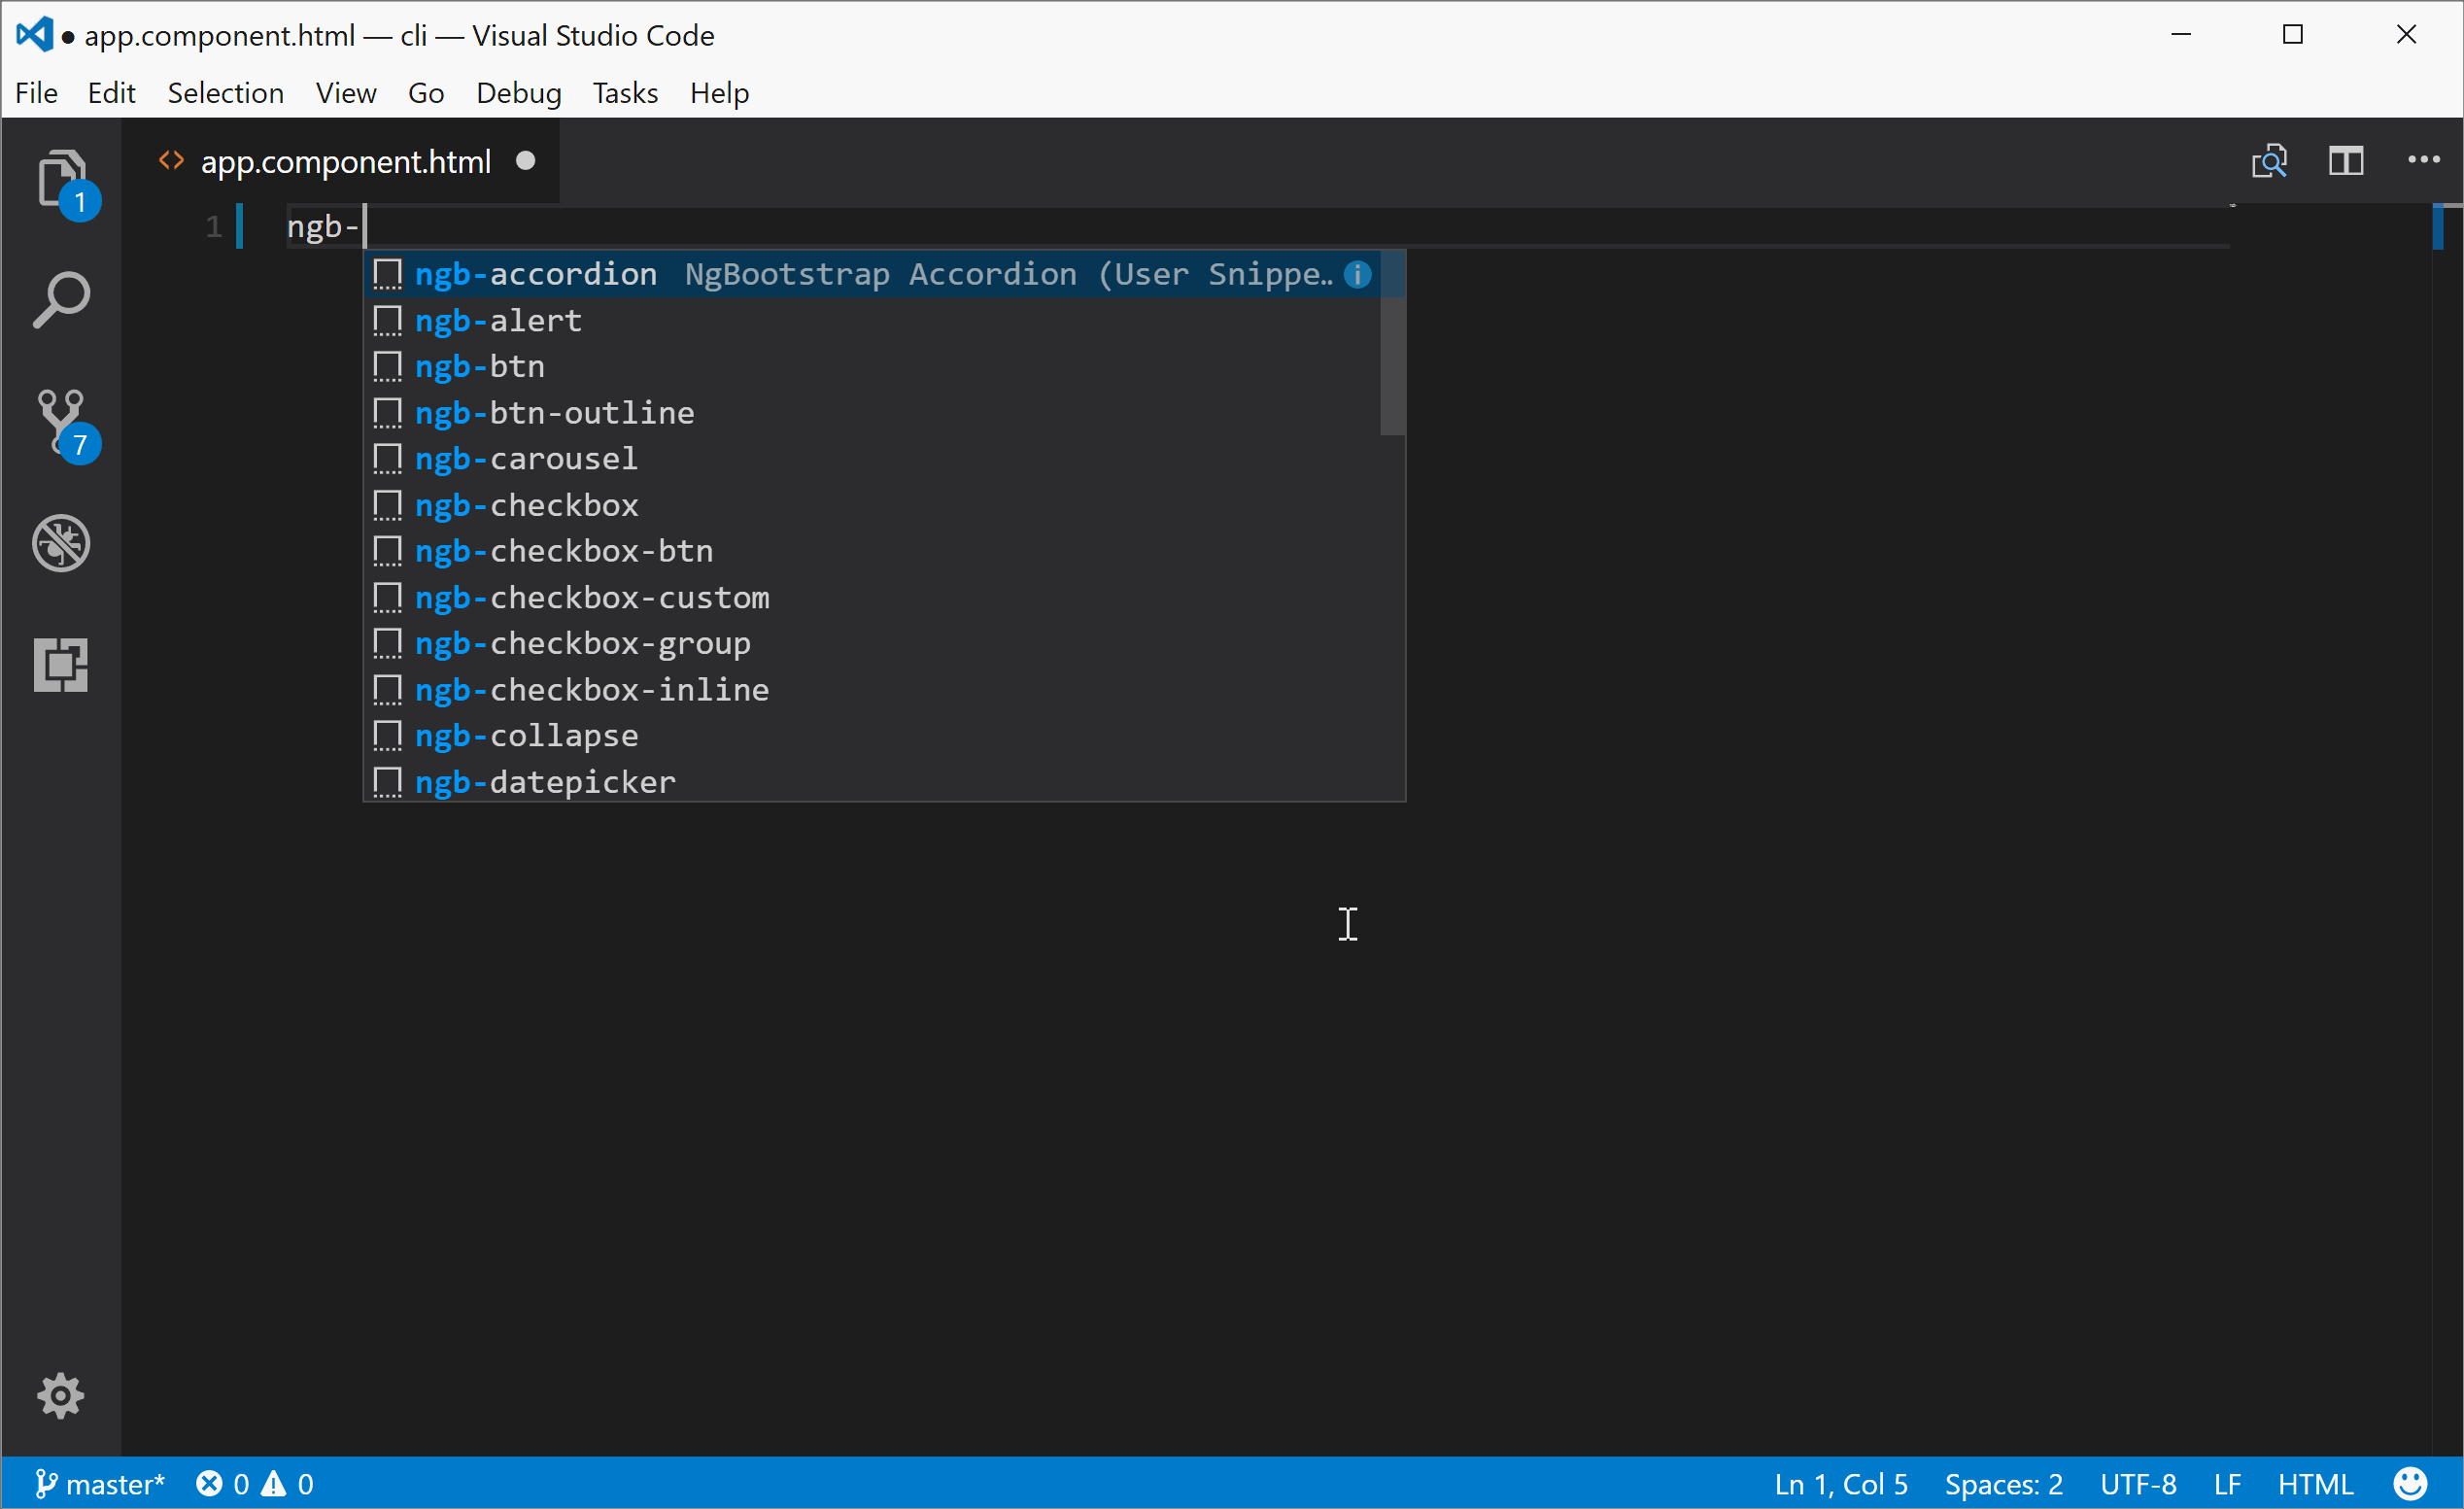 ● app.component.html — cli — Visual Studio Code
File Edit Selection View Go Debug Tasks Help
<> app.component.html ●
1 ngb-
ngb-accordion NgBootstrap Accordion (User Snippe…
ngb-alert
ngb-btn
ngb-btn-outline
ngb-carousel
ngb-checkbox
ngb-checkbox-btn
ngb-checkbox-custom
ngb-checkbox-group
ngb-checkbox-inline
ngb-collapse
ngb-datepicker
1
7
master* 0 0 Ln 1, Col 5 Spaces: 2 UTF-8 LF HTML